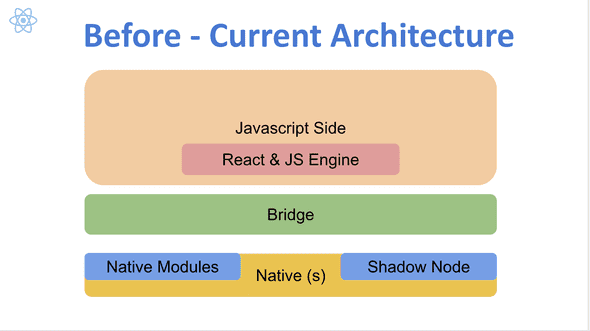 Before - Current Architecture
Javascript Side
React & JS Engine
Bridge
Native Modules
Native (s)
Shadow Node